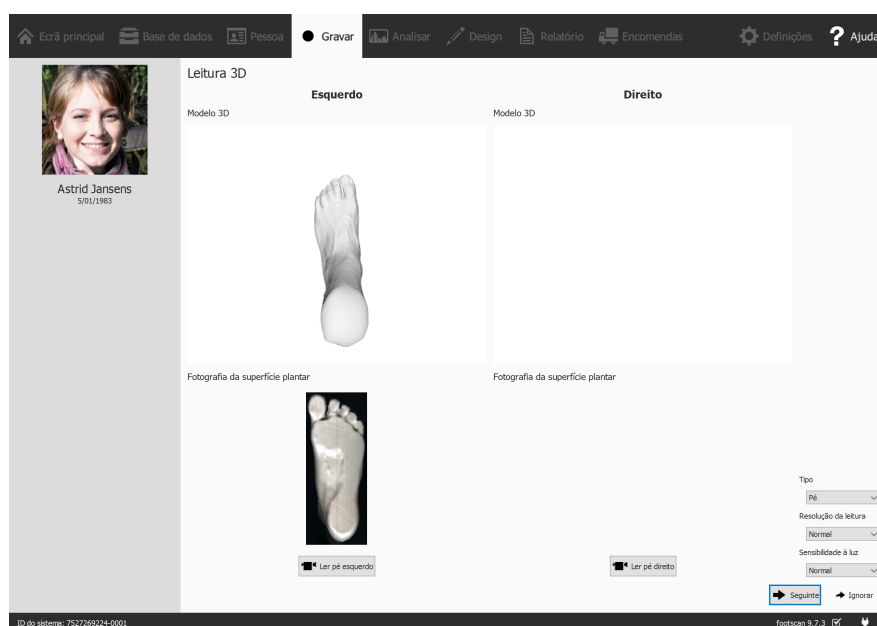 Ecrã principal Base de dados Pessoa Gravar Analisar Design Relatório Encomendas Definições ? Ajuda
Leitura 3D
Esquerdo Direito
Modelo 3D Modelo 3D
Astrid Jansens
5/01/1983
Fotografia da superfície plantar Fotografia da superfície plantar
Tipo
Pé
Resolução da leitura
Normal
Sensibilidade à luz
Normal
Ler pé esquerdo Ler pé direito
Seguinte Ignorar
ID do sistema: 7527269224-0001 footscan 9.7.3